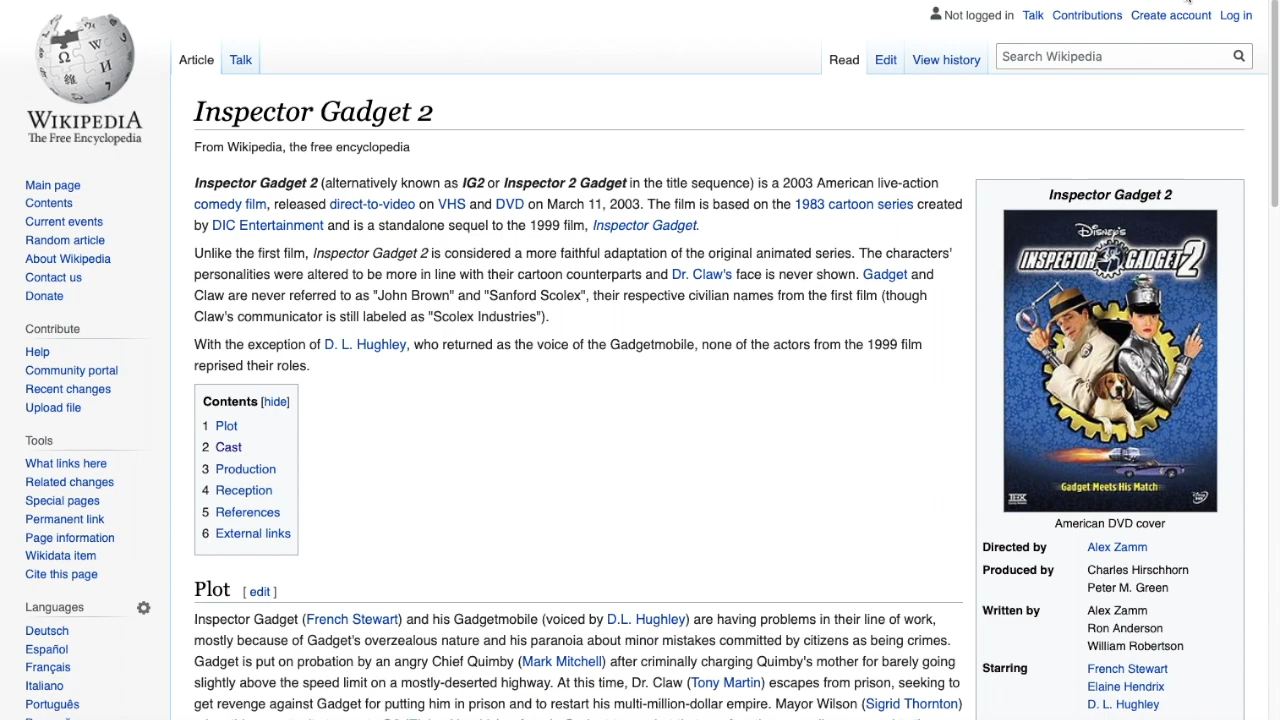 Not logged in Talk Contributions Create account Log in
Article Talk Read Edit View history Search Wikipedia
WIKIPEDIA
The Free Encyclopedia
Main page
Contents
Current events
Random article
About Wikipedia
Contact us
Donate
Contribute
Help
Community portal
Recent changes
Upload file
Tools
What links here
Related changes
Special pages
Permanent link
Page information
Wikidata item
Cite this page
Languages
Deutsch
Español
Français
Italiano
Português
Inspector Gadget 2
From Wikipedia, the free encyclopedia
Inspector Gadget 2 (alternatively known as IG2 or Inspector 2 Gadget in the title sequence) is a 2003 American live-action
comedy film, released direct-to-video on VHS and DVD on March 11, 2003. The film is based on the 1983 cartoon series created
by DIC Entertainment and is a standalone sequel to the 1999 film, Inspector Gadget.
Unlike the first film, Inspector Gadget 2 is considered a more faithful adaptation of the original animated series. The characters'
personalities were altered to be more in line with their cartoon counterparts and Dr. Claw's face is never shown. Gadget and
Claw are never referred to as "John Brown" and "Sanford Scolex", their respective civilian names from the first film (though
Claw's communicator is still labeled as "Scolex Industries").
With the exception of D. L. Hughley, who returned as the voice of the Gadgetmobile, none of the actors from the 1999 film
reprised their roles.
Contents [hide]
1 Plot
2 Cast
3 Production
4 Reception
5 References
6 External links
Plot [ edit ]
Inspector Gadget (French Stewart) and his Gadgetmobile (voiced by D.L. Hughley) are having problems in their line of work,
mostly because of Gadget's overzealous nature and his paranoia about minor mistakes committed by citizens as being crimes.
Gadget is put on probation by an angry Chief Quimby (Mark Mitchell) after criminally charging Quimby's mother for barely going
slightly above the speed limit on a mostly-deserted highway. At this time, Dr. Claw (Tony Martin) escapes from prison, seeking to
get revenge against Gadget for putting him in prison and to restart his multi-million-dollar empire. Mayor Wilson (Sigrid Thornton)
Inspector Gadget 2
Disney's
INSPECTOR GADGET 2
Gadget Meets His Match
THX
American DVD cover
Directed by Alex Zamm
Produced by Charles Hirschhorn
Peter M. Green
Written by Alex Zamm
Ron Anderson
William Robertson
Starring French Stewart
Elaine Hendrix
D. L. Hughley